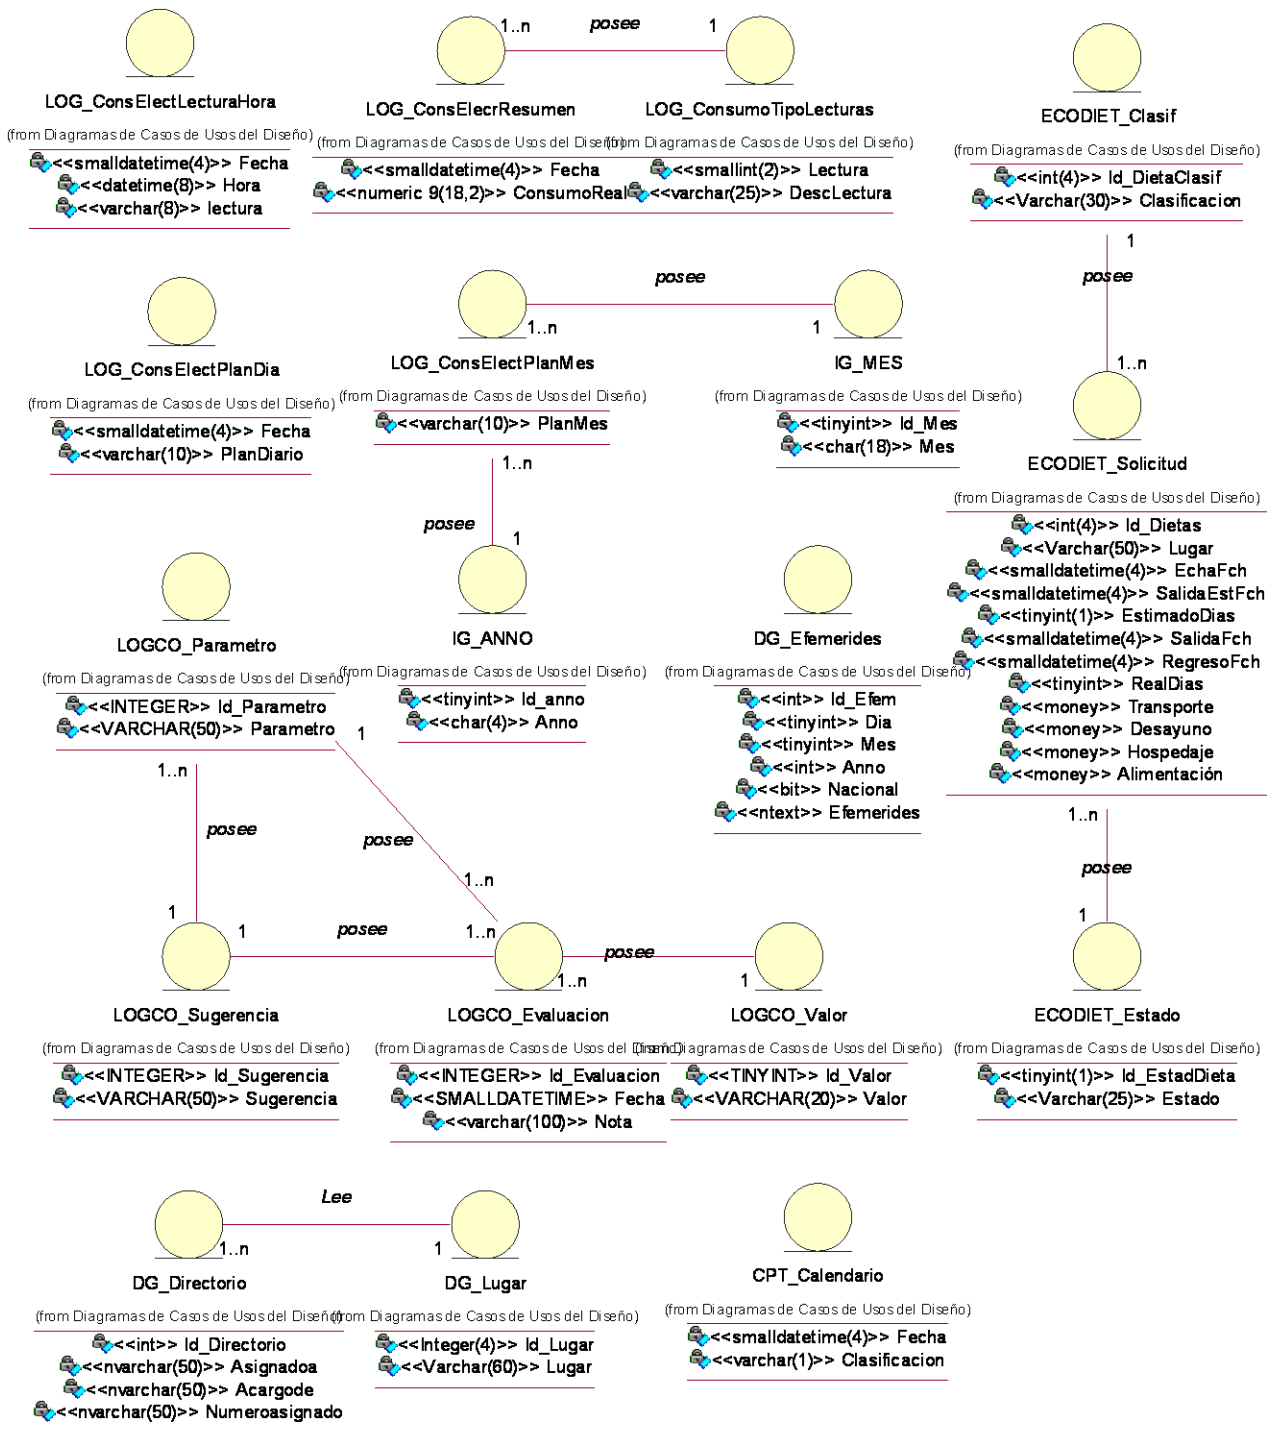 LOG_ConsElectLecturaHora
(from Diagramas de Casos de Usos del Diseño)
<<smalldatetime(4)>> Fecha
<<datetime(8)>> Hora
<<varchar(8)>> lectura
1..n
posee
1
LOG_ConsElecrResumen
(from Diagramas de Casos de Usos del Diseño)
<<smalldatetime(4)>> Fecha
<<numeric 9(18,2)>> ConsumoReal
LOG_ConsumoTipoLecturas
(from Diagramas de Casos de Usos del Diseño)
<<smallint(2)>> Lectura
<<varchar(25)>> DescLectura
ECODIET_Clasif
(from Diagramas de Casos de Usos del Diseño)
<<int(4)>> Id_DietaClasif
<<Varchar(30)>> Clasificacion
1
posee
1..n
LOG_ConsElectPlanDia
(from Diagramas de Casos de Usos del Diseño)
<<smalldatetime(4)>> Fecha
<<varchar(10)>> PlanDiario
posee
1..n
1
LOG_ConsElectPlanMes
(from Diagramas de Casos de Usos del Diseño)
<<varchar(10)>> PlanMes
IG_MES
(from Diagramas de Casos de Usos del Diseño)
<<tinyint>> Id_Mes
<<char(18)>> Mes
1..n
posee
1
ECODIET_Solicitud
(from Diagramas de Casos de Usos del Diseño)
<<int(4)>> Id_Dietas
<<Varchar(50)>> Lugar
<<smalldatetime(4)>> EchaFch
<<smalldatetime(4)>> SalidaEstFch
<<tinyint(1)>> EstimadoDias
<<smalldatetime(4)>> SalidaFch
<<smalldatetime(4)>> RegresoFch
<<tinyint>> RealDias
<<money>> Transporte
<<money>> Desayuno
<<money>> Hospedaje
<<money>> Alimentación
LOGCO_Parametro
(from Diagramas de Casos de Usos del Diseño)
<<INTEGER>> Id_Parametro
<<VARCHAR(50)>> Parametro
IG_ANNO
(from Diagramas de Casos de Usos del Diseño)
<<tinyint>> Id_anno
<<char(4)>> Anno
DG_Efemerides
(from Diagramas de Casos de Usos del Diseño)
<<int>> Id_Efem
<<tinyint>> Dia
<<tinyint>> Mes
<<int>> Anno
<<bit>> Nacional
<<ntext>> Efemerides
1..n
posee
1
1
posee
1..n
1..n
posee
1
1
posee
1..n
posee
1..n
1
LOGCO_Sugerencia
(from Diagramas de Casos de Usos del Diseño)
<<INTEGER>> Id_Sugerencia
<<VARCHAR(50)>> Sugerencia
LOGCO_Evaluacion
(from Diagramas de Casos de Usos del Diseño)
<<INTEGER>> Id_Evaluacion
<<SMALLDATETIME>> Fecha
<<varchar(100)>> Nota
LOGCO_Valor
(from Diagramas de Casos de Usos del Diseño)
<<TINYINT>> Id_Valor
<<VARCHAR(20)>> Valor
ECODIET_Estado
(from Diagramas de Casos de Usos del Diseño)
<<tinyint(1)>> Id_EstadDieta
<<Varchar(25)>> Estado
Lee
1..n
1
DG_Directorio
(from Diagramas de Casos de Usos del Diseño)
<<int>> Id_Directorio
<<nvarchar(50)>> Asignadoa
<<nvarchar(50)>> Acargode
<<nvarchar(50)>> Numeroasignado
DG_Lugar
(from Diagramas de Casos de Usos del Diseño)
<<Integer(4)>> Id_Lugar
<<Varchar(60)>> Lugar
CPT_Calendario
(from Diagramas de Casos de Usos del Diseño)
<<smalldatetime(4)>> Fecha
<<varchar(1)>> Clasificacion